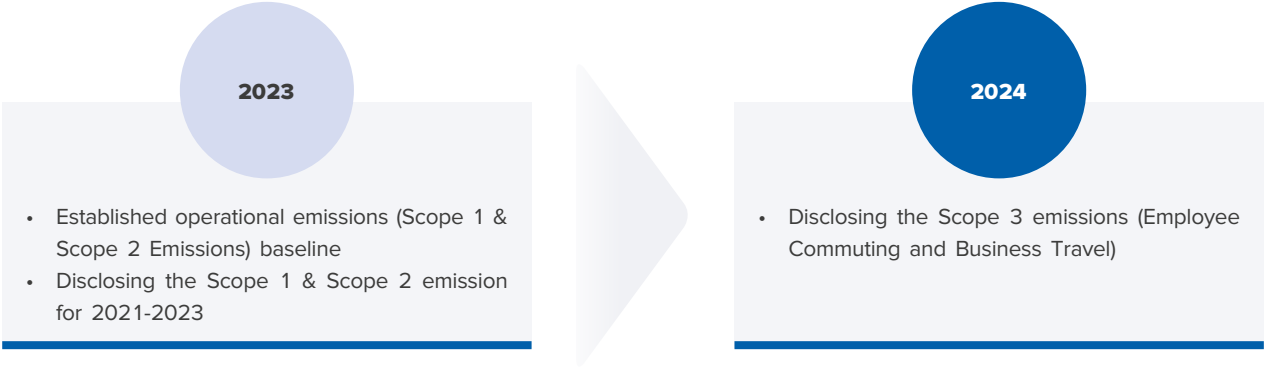 2023
• Established operational emissions (Scope 1 &
Scope 2 Emissions) baseline
• Disclosing the Scope 1 & Scope 2 emission
for 2021-2023
2024
• Disclosing the Scope 3 emissions (Employee
Commuting and Business Travel)